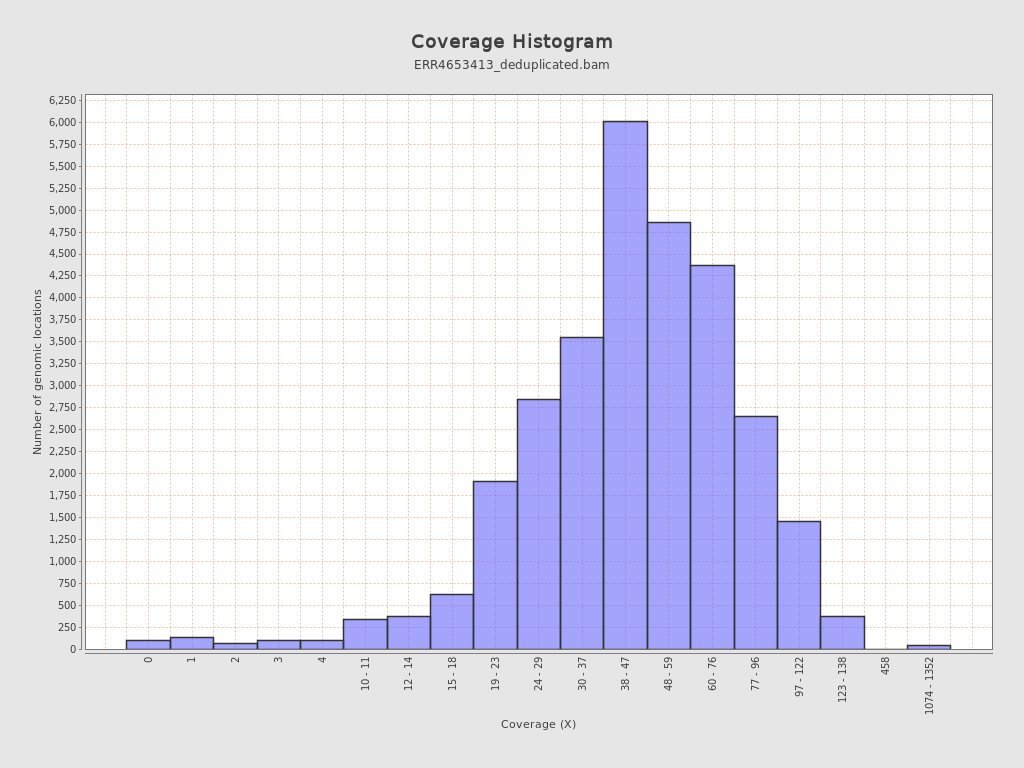 Coverage Histogram
ERR4653413_deduplicated.bam
Number of genomic locations
6,250
6,000
5,750
5,500
5,250
5,000
4,750
4,500
4,250
4,000
3,750
3,500
3,250
3,000
2,750
2,500
2,250
2,000
1,750
1,500
1,250
1,000
750
500
250
0
0
1
2
3
4
10 - 11
12 - 14
15 - 18
19 - 23
24 - 29
30 - 37
38 - 47
48 - 59
60 - 76
77 - 96
97 - 122
123 - 138
458
1074 - 1352
Coverage (X)